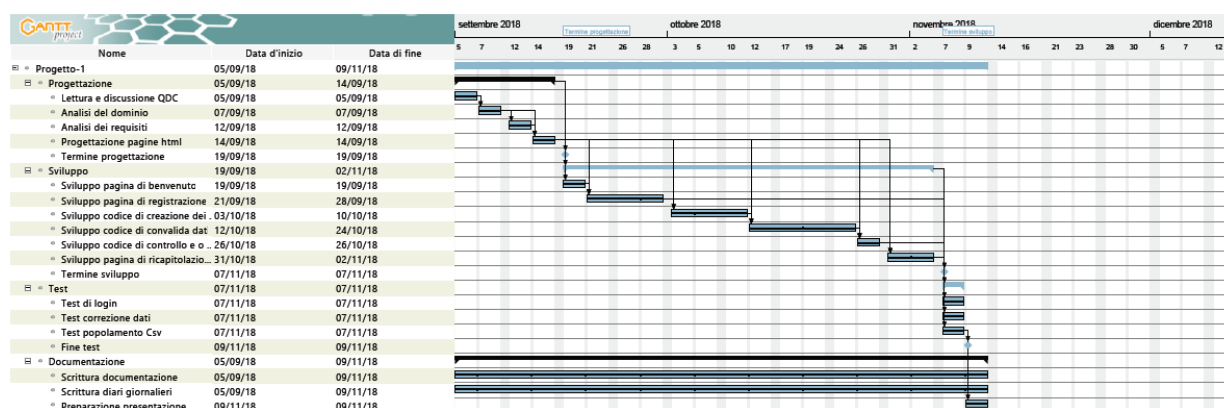 GANTT
project
settembre 2018
ottobre 2018
novembre 2018
dicembre 2018
Termine progettazione
Termine sviluppo
Nome Data d'inizio Data di fine
5 7 12 14 19 21 26 28 3 5 10 12 17 19 24 26 31 2 7 9 14 16 21 23 28 30 5 7 12
Progetto-1 05/09/18 09/11/18
Progettazione 05/09/18 14/09/18
Lettura e discussione QDC 05/09/18 05/09/18
Analisi del dominio 07/09/18 07/09/18
Analisi dei requisiti 12/09/18 12/09/18
Progettazione pagine html 14/09/18 14/09/18
Termine progettazione 19/09/18 19/09/18
Sviluppo 19/09/18 02/11/18
Sviluppo pagina di benvenuto 19/09/18 19/09/18
Sviluppo pagina di registrazione 21/09/18 28/09/18
Sviluppo codice di creazione dei . 03/10/18 10/10/18
Sviluppo codice di convalida dati 12/10/18 24/10/18
Sviluppo codice di controllo e o .. 26/10/18 26/10/18
Sviluppo pagina di ricapitolazio... 31/10/18 02/11/18
Termine sviluppo 07/11/18 07/11/18
Test 07/11/18 07/11/18
Test di login 07/11/18 07/11/18
Test correzione dati 07/11/18 07/11/18
Test popolamento Csv 07/11/18 07/11/18
Fine test 09/11/18 09/11/18
Documentazione 05/09/18 09/11/18
Scrittura documentazione 05/09/18 09/11/18
Scrittura diari giornalieri 05/09/18 09/11/18
Preparazione presentazione 09/11/18 09/11/18